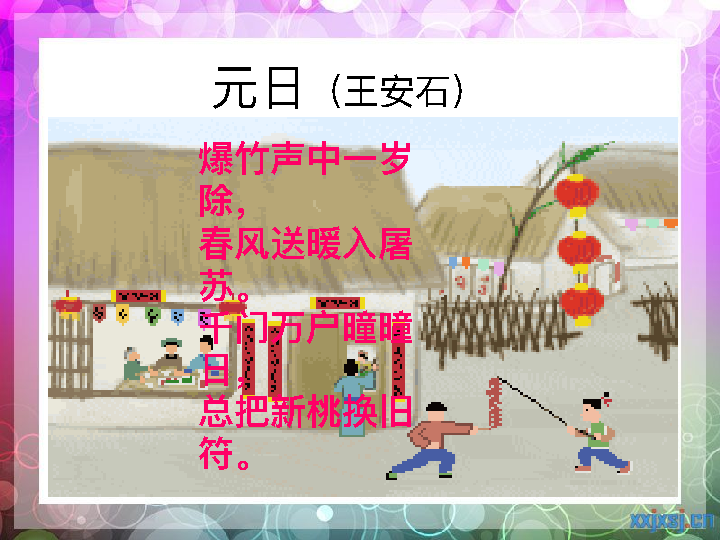 元日（王安石）
爆竹声中一岁
除，
春风送暖入屠
苏。
千门万户曈曈
日，
总把新桃换旧
符。
xxjxsj.cn